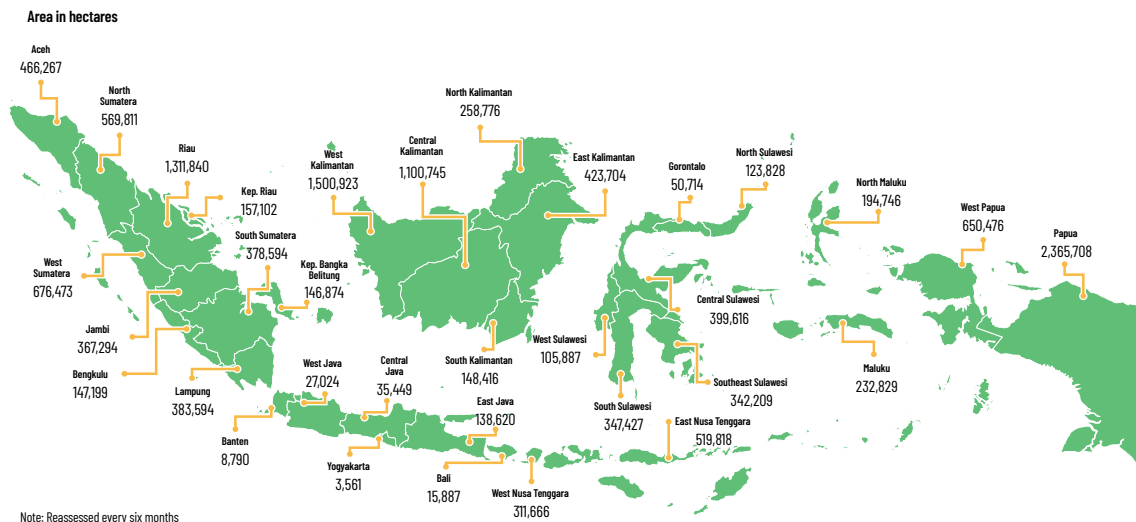 Area in hectares
Aceh
466,267
North
Sumatera
569,811
Riau
1,311,840
Kep. Riau
157,102
South Sumatera
378,594
Kep. Bangka
Belitung
146,874
West
Sumatera
676,473
Jambi
367,294
Bengkulu
147,199
Lampung
383,594
Banten
8,790
West Java
27,024
Central
Java
35,449
Yogyakarta
3,561
East Java
138,620
Bali
15,887
West Nusa Tenggara
311,666
East Nusa Tenggara
519,818
West
Kalimantan
1,500,923
Central
Kalimantan
1,100,745
North Kalimantan
258,776
East Kalimantan
423,704
South Kalimantan
148,416
Gorontalo
50,714
North Sulawesi
123,828
West Sulawesi
105,887
Central Sulawesi
399,616
Southeast Sulawesi
342,209
South Sulawesi
347,427
North Maluku
194,746
Maluku
232,829
West Papua
650,476
Papua
2,365,708
Note: Reassessed every six months